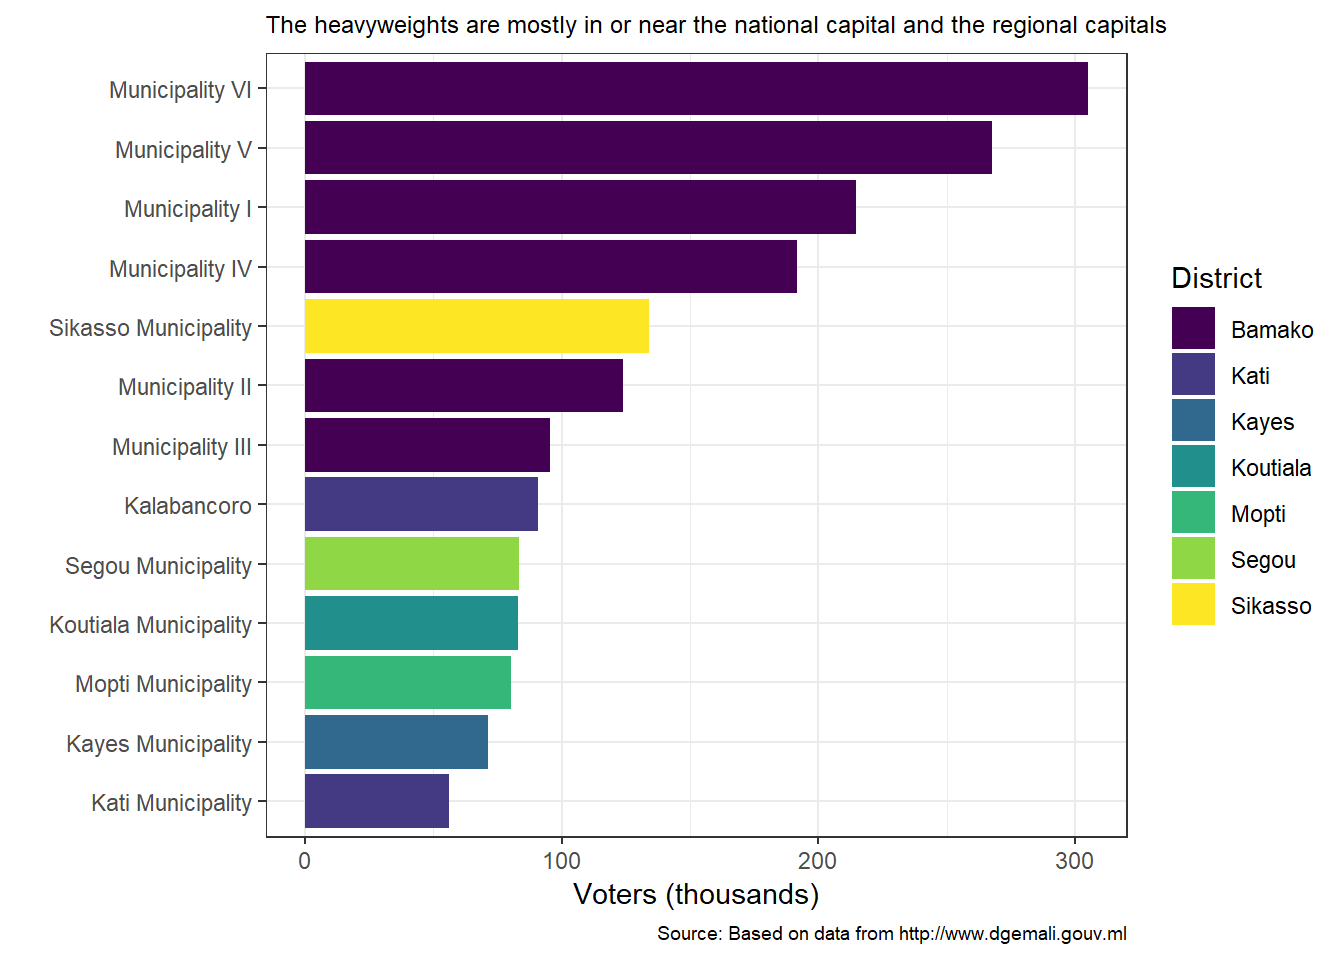 The heavyweights are mostly in or near the national capital and the regional capitals
Municipality VI
Municipality V
Municipality I
Municipality IV
Sikasso Municipality
Municipality II
Municipality III
Kalabancoro
Segou Municipality
Koutiala Municipality
Mopti Municipality
Kayes Municipality
Kati Municipality
0 100 200 300
Voters (thousands)
District
Bamako
Kati
Kayes
Koutiala
Mopti
Segou
Sikasso
Source: Based on data from http://www.dgemali.gouv.ml